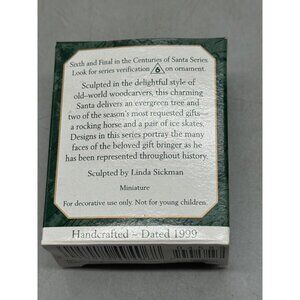 Sixth and Final in the Centuries of Santa Series.
Look for series verification 6 on ornament.
Sculpted in the delightful style of
old-world woodcarvers, this charming
Santa delivers an evergreen tree and
two of the season's most requested gifts –
a rocking horse and a pair of ice skates.
Designs in this series portray the many
faces of the beloved gift bringer as he
has been represented throughout history.
Sculpted by Linda Sickman
Miniature
For decorative use only. Not for young children.
Handcrafted – Dated 1999